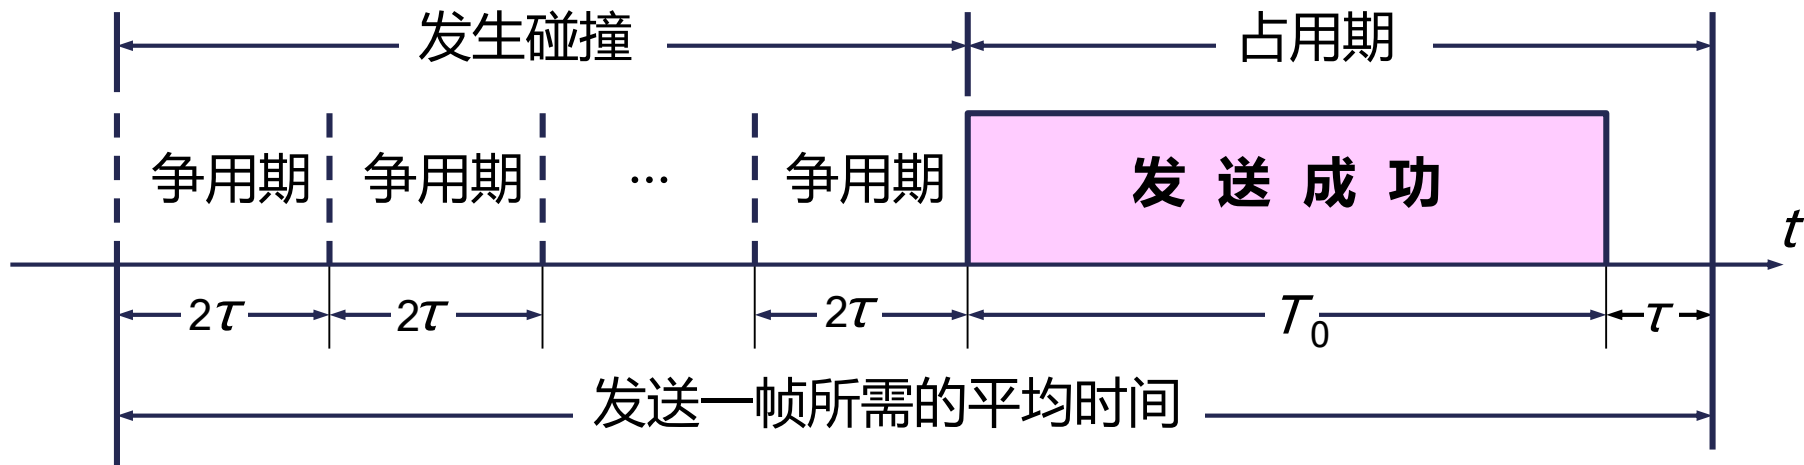 发生碰撞 占用期
争用期 争用期 … 争用期 发送成功
t
2τ 2τ 2τ T0 τ
发送一帧所需的平均时间